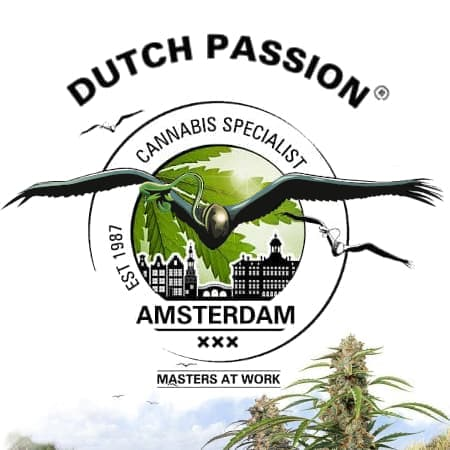 DUTCH PASSION®
CANNABIS SPECIALIST
EST 1987
AMSTERDAM
XXX
MASTERS AT WORK